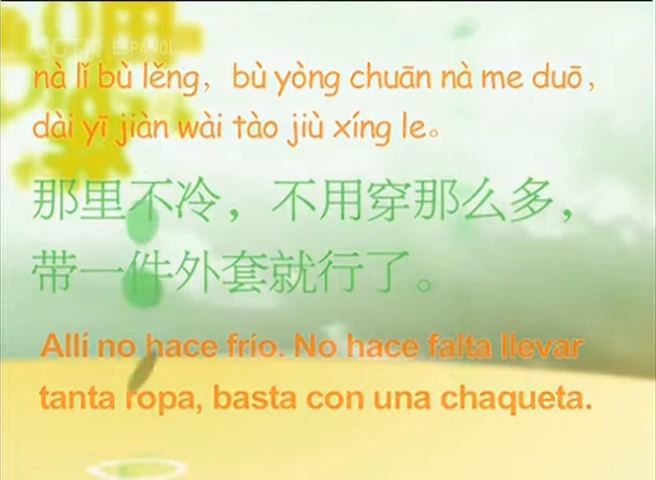 CCTV ESPAÑOL
nà lǐ bù lěng，bù yòng chuān nà me duō，
dài yī jiàn wài tào jiù xíng le。
那里不冷，不用穿那么多，
带一件外套就行了。
Allí no hace frío. No hace falta llevar
tanta ropa, basta con una chaqueta.